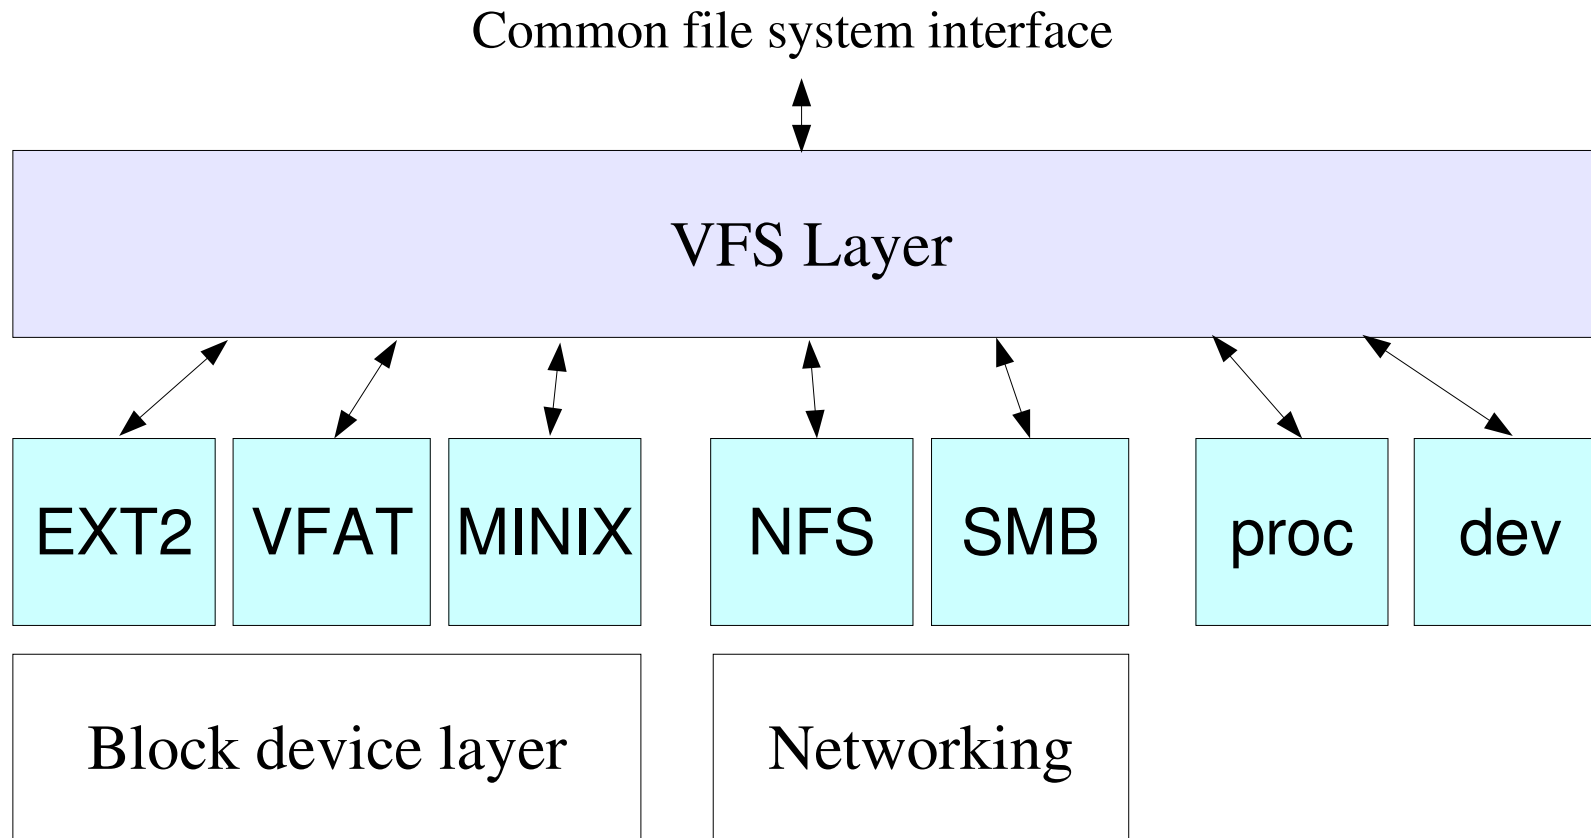 Common file system interface
VFS Layer
EXT2
VFAT
MINIX
NFS
SMB
proc
dev
Block device layer
Networking